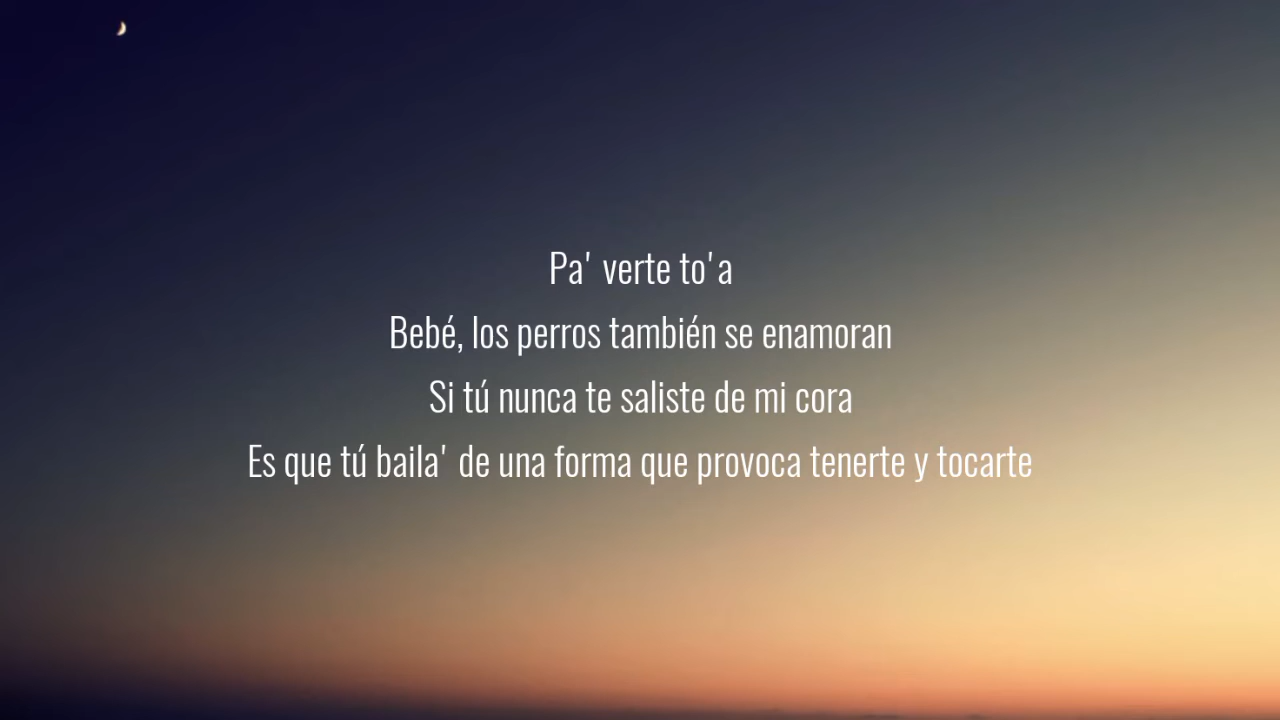 Pa' verte to'a
Bebé, los perros también se enamoran
Si tú nunca te saliste de mi cora
Es que tú baila' de una forma que provoca tenerte y tocarte